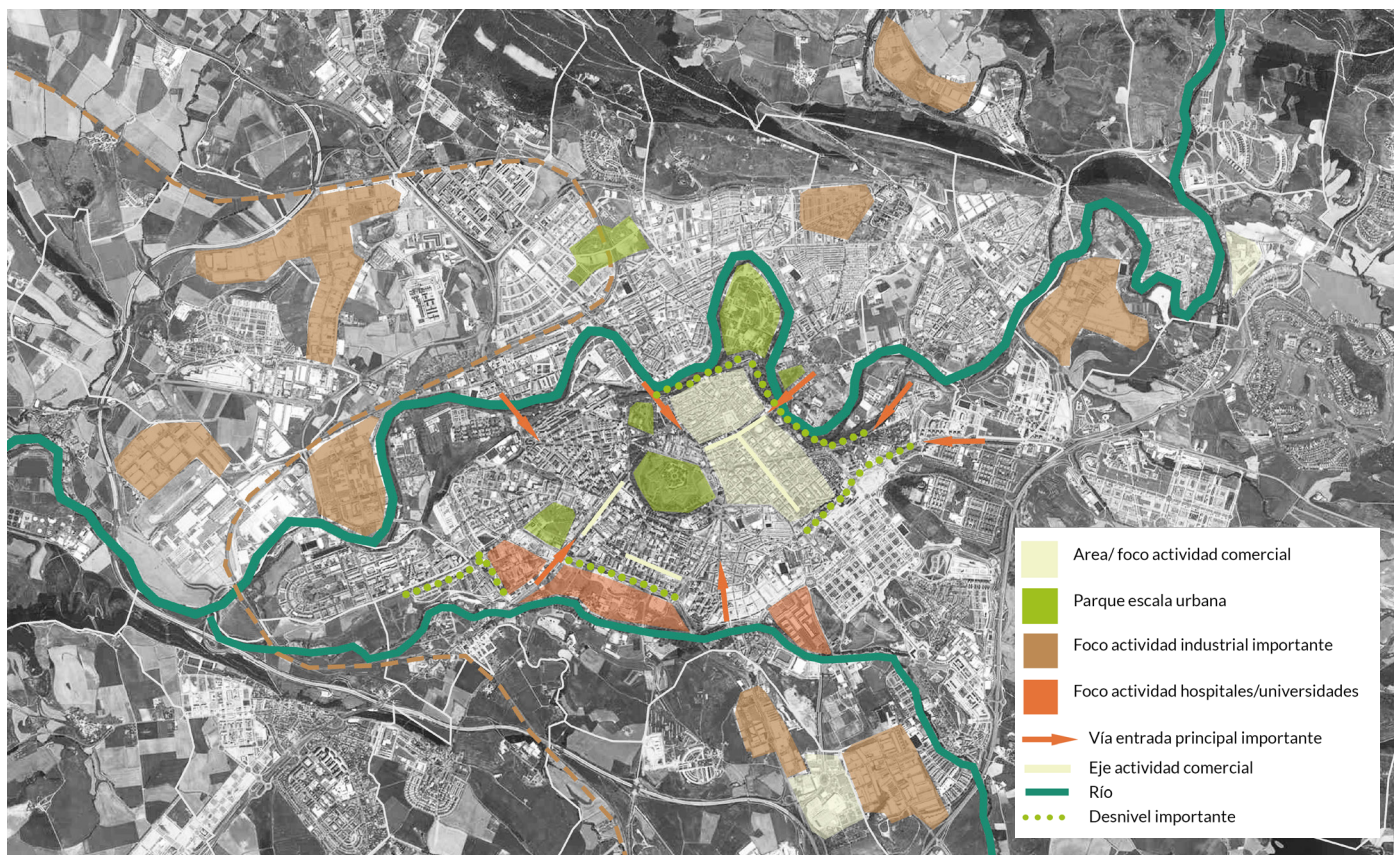 Area/ foco actividad comercial
Parque escala urbana
Foco actividad industrial importante
Foco actividad hospitales/universidades
Vía entrada principal importante
Eje actividad comercial
Río
Desnivel importante